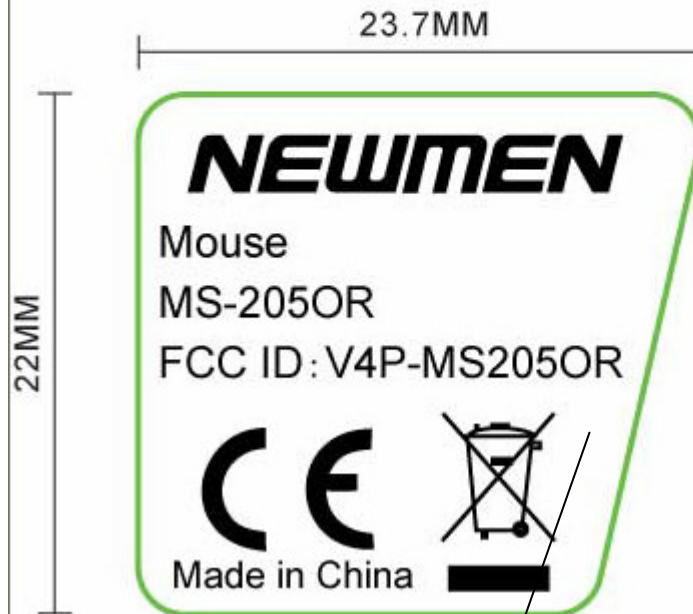 23.7MM
22MM
NEWMEN
Mouse
MS-205OR
FCC ID: V4P-MS205OR
CE
Made in China